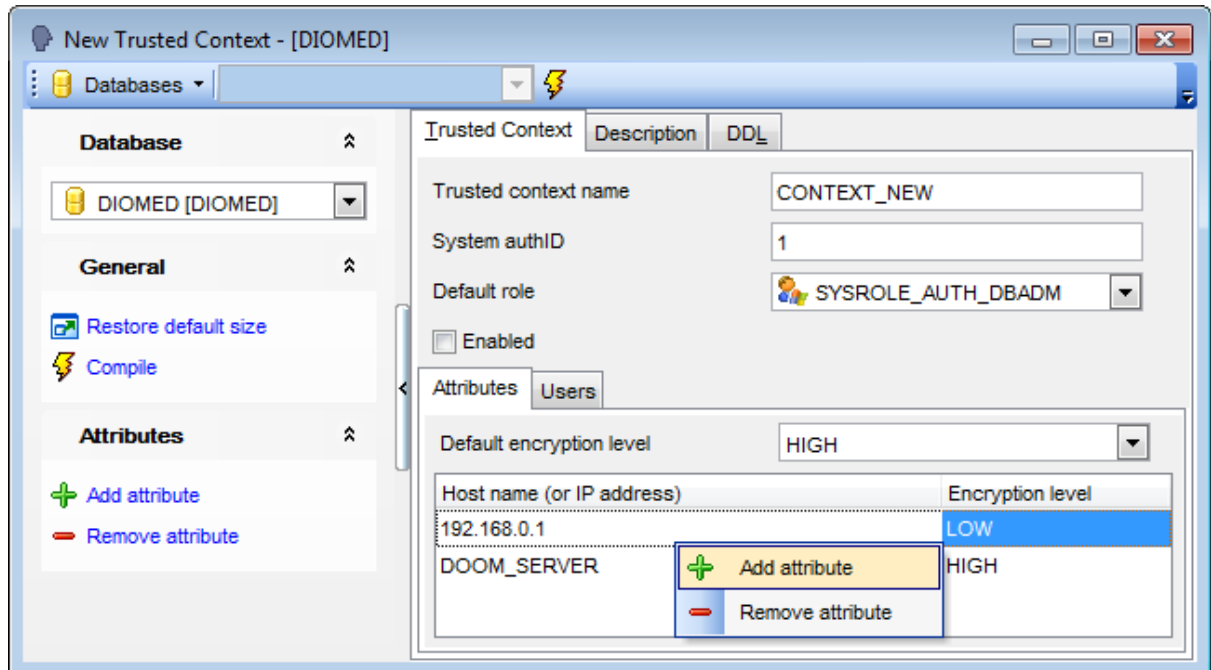 New Trusted Context - [DIOMED]
Databases
Database
DIOMED [DIOMED]
General
Restore default size
Compile
Attributes
Add attribute
Remove attribute
Trusted Context Description DDL
Trusted context name CONTEXT_NEW
System authID 1
Default role SYSROLE_AUTH_DBADM
Enabled
Attributes Users
Default encryption level HIGH
Host name (or IP address) Encryption level
192.168.0.1 LOW
DOOM_SERVER HIGH
Add attribute
Remove attribute